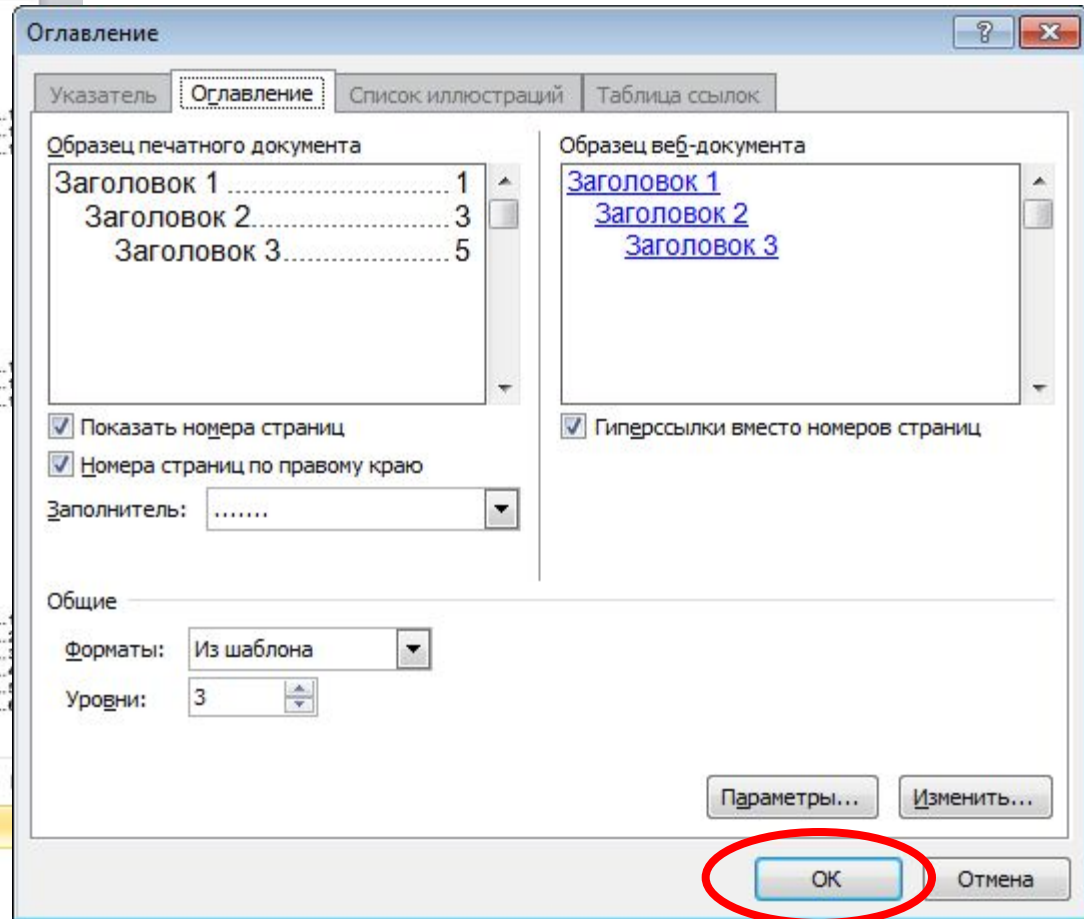 Оглавление
Указатель Оглавление Список иллюстраций Таблица ссылок
Образец печатного документа
Заголовок 1 ............................ 1
Заголовок 2......................... 3
Заголовок 3..................... 5
Образец веб-документа
Заголовок 1
Заголовок 2
Заголовок 3
Показать номера страниц
Номера страниц по правому краю
Заполнитель: .......
Гиперссылки вместо номеров страниц
Общие
Форматы: Из шаблона
Уровни: 3
Параметры... Изменить...
ОК Отмена